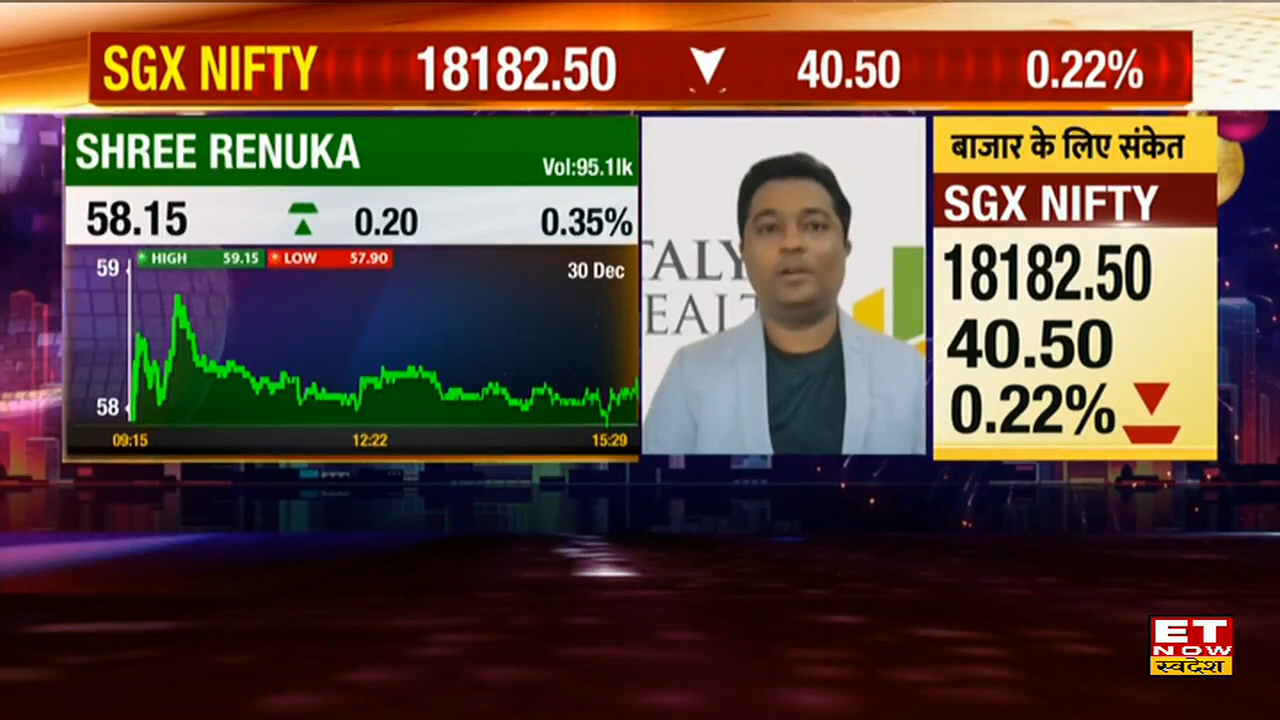 SGX NIFTY 18182.50 40.50 0.22%
SHREE RENUKA Vol:95.1lk
58.15 0.20 0.35%
HIGH 59.15 LOW 57.90
59
30 Dec
58
09:15 12:22 15:29
TALY
EALT
बाजार के लिए संकेत
SGX NIFTY
18182.50
40.50
0.22%
ET
NOW
स्वदेश